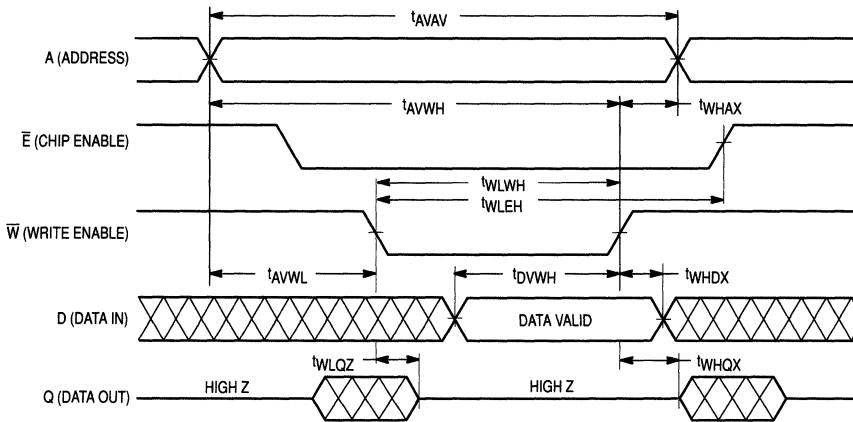 tAVAV
A (ADDRESS)
tAVWH
tWHAX
E̅ (CHIP ENABLE)
tWLWH
tWLEH
W̅ (WRITE ENABLE)
tAVWL
tDVWH
tWHDX
D (DATA IN)
DATA VALID
tWLQZ
tWHQX
HIGH Z
HIGH Z
Q (DATA OUT)